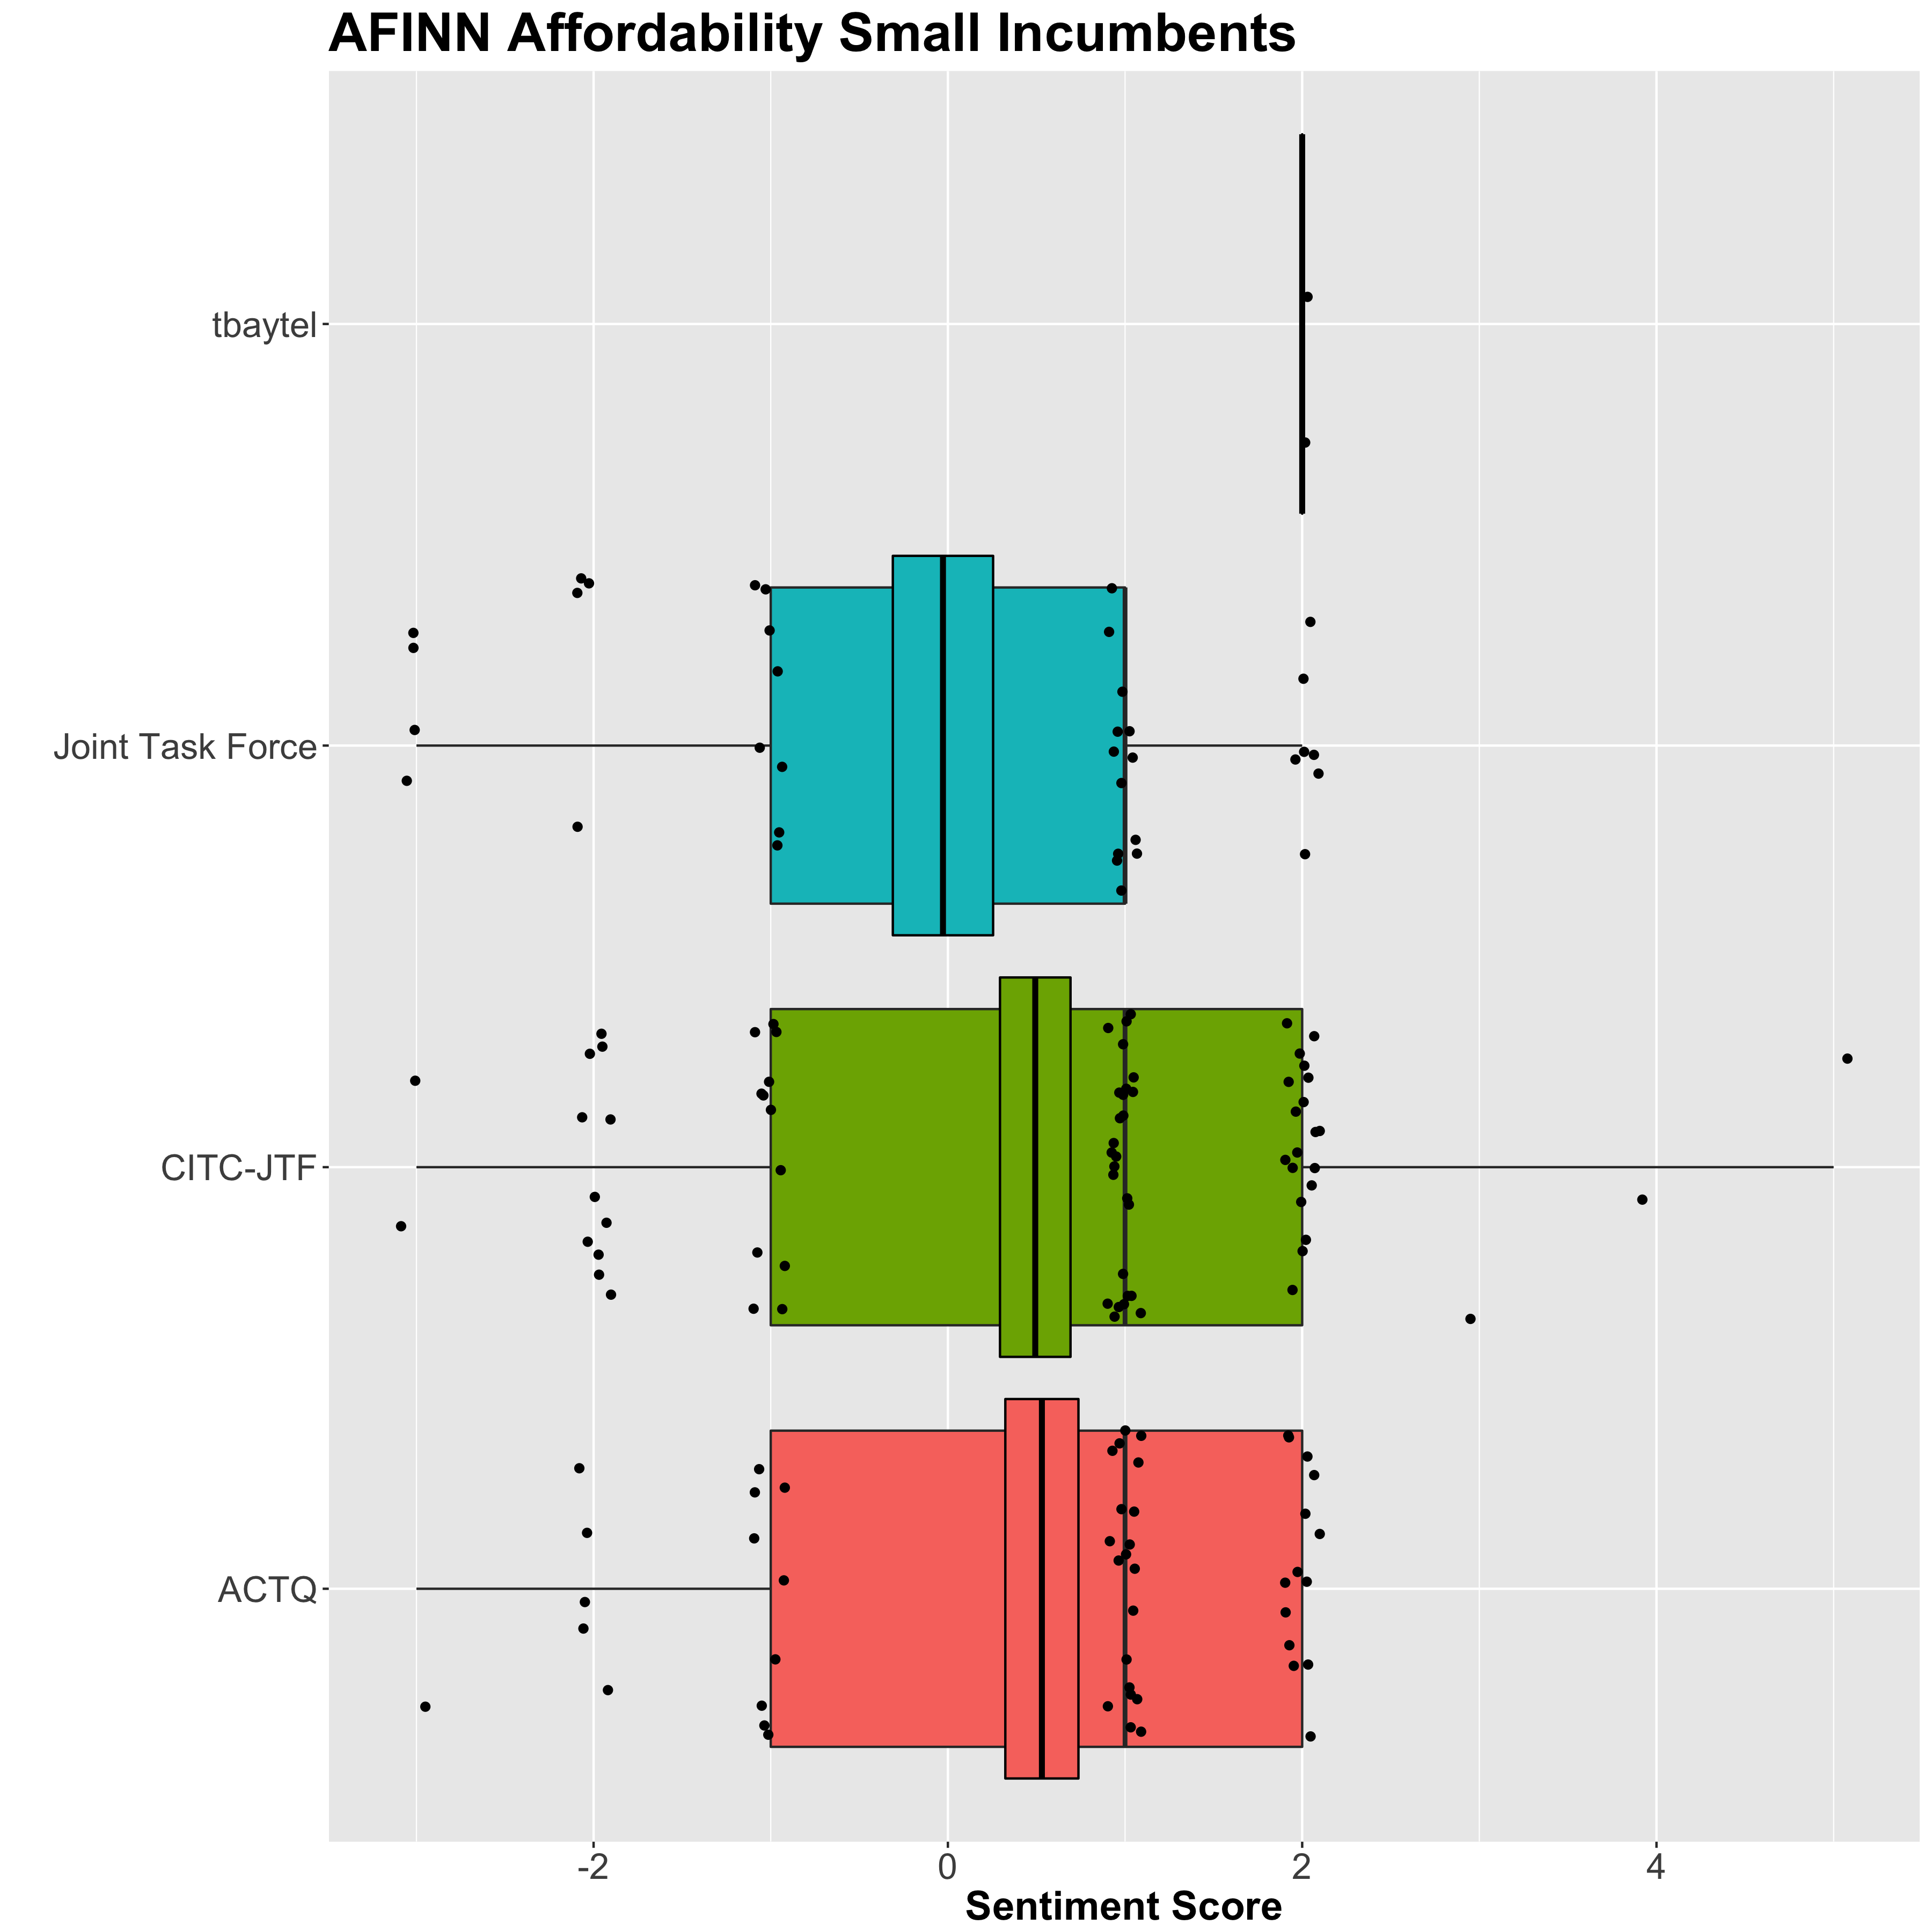 AFINN Affordability Small Incumbents
tbaytel
Joint Task Force
CITC-JTF
ACTQ
-2 0 2 4
Sentiment Score